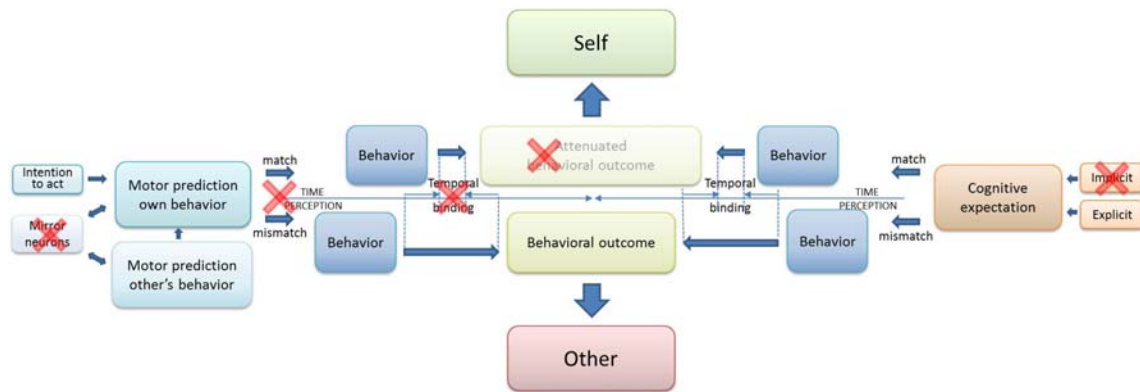 Self
Behavior
Attenuated
behavioral outcome
Behavior
match
match
Intention
to act
Motor prediction
own behavior
TIME
PERCEPTION
Temporal
binding
Temporal
binding
TIME
PERCEPTION
Cognitive
expectation
Implicit
Explicit
Mirror
neurons
mismatch
mismatch
Behavior
Behavioral outcome
Behavior
Motor prediction
other's behavior
Other